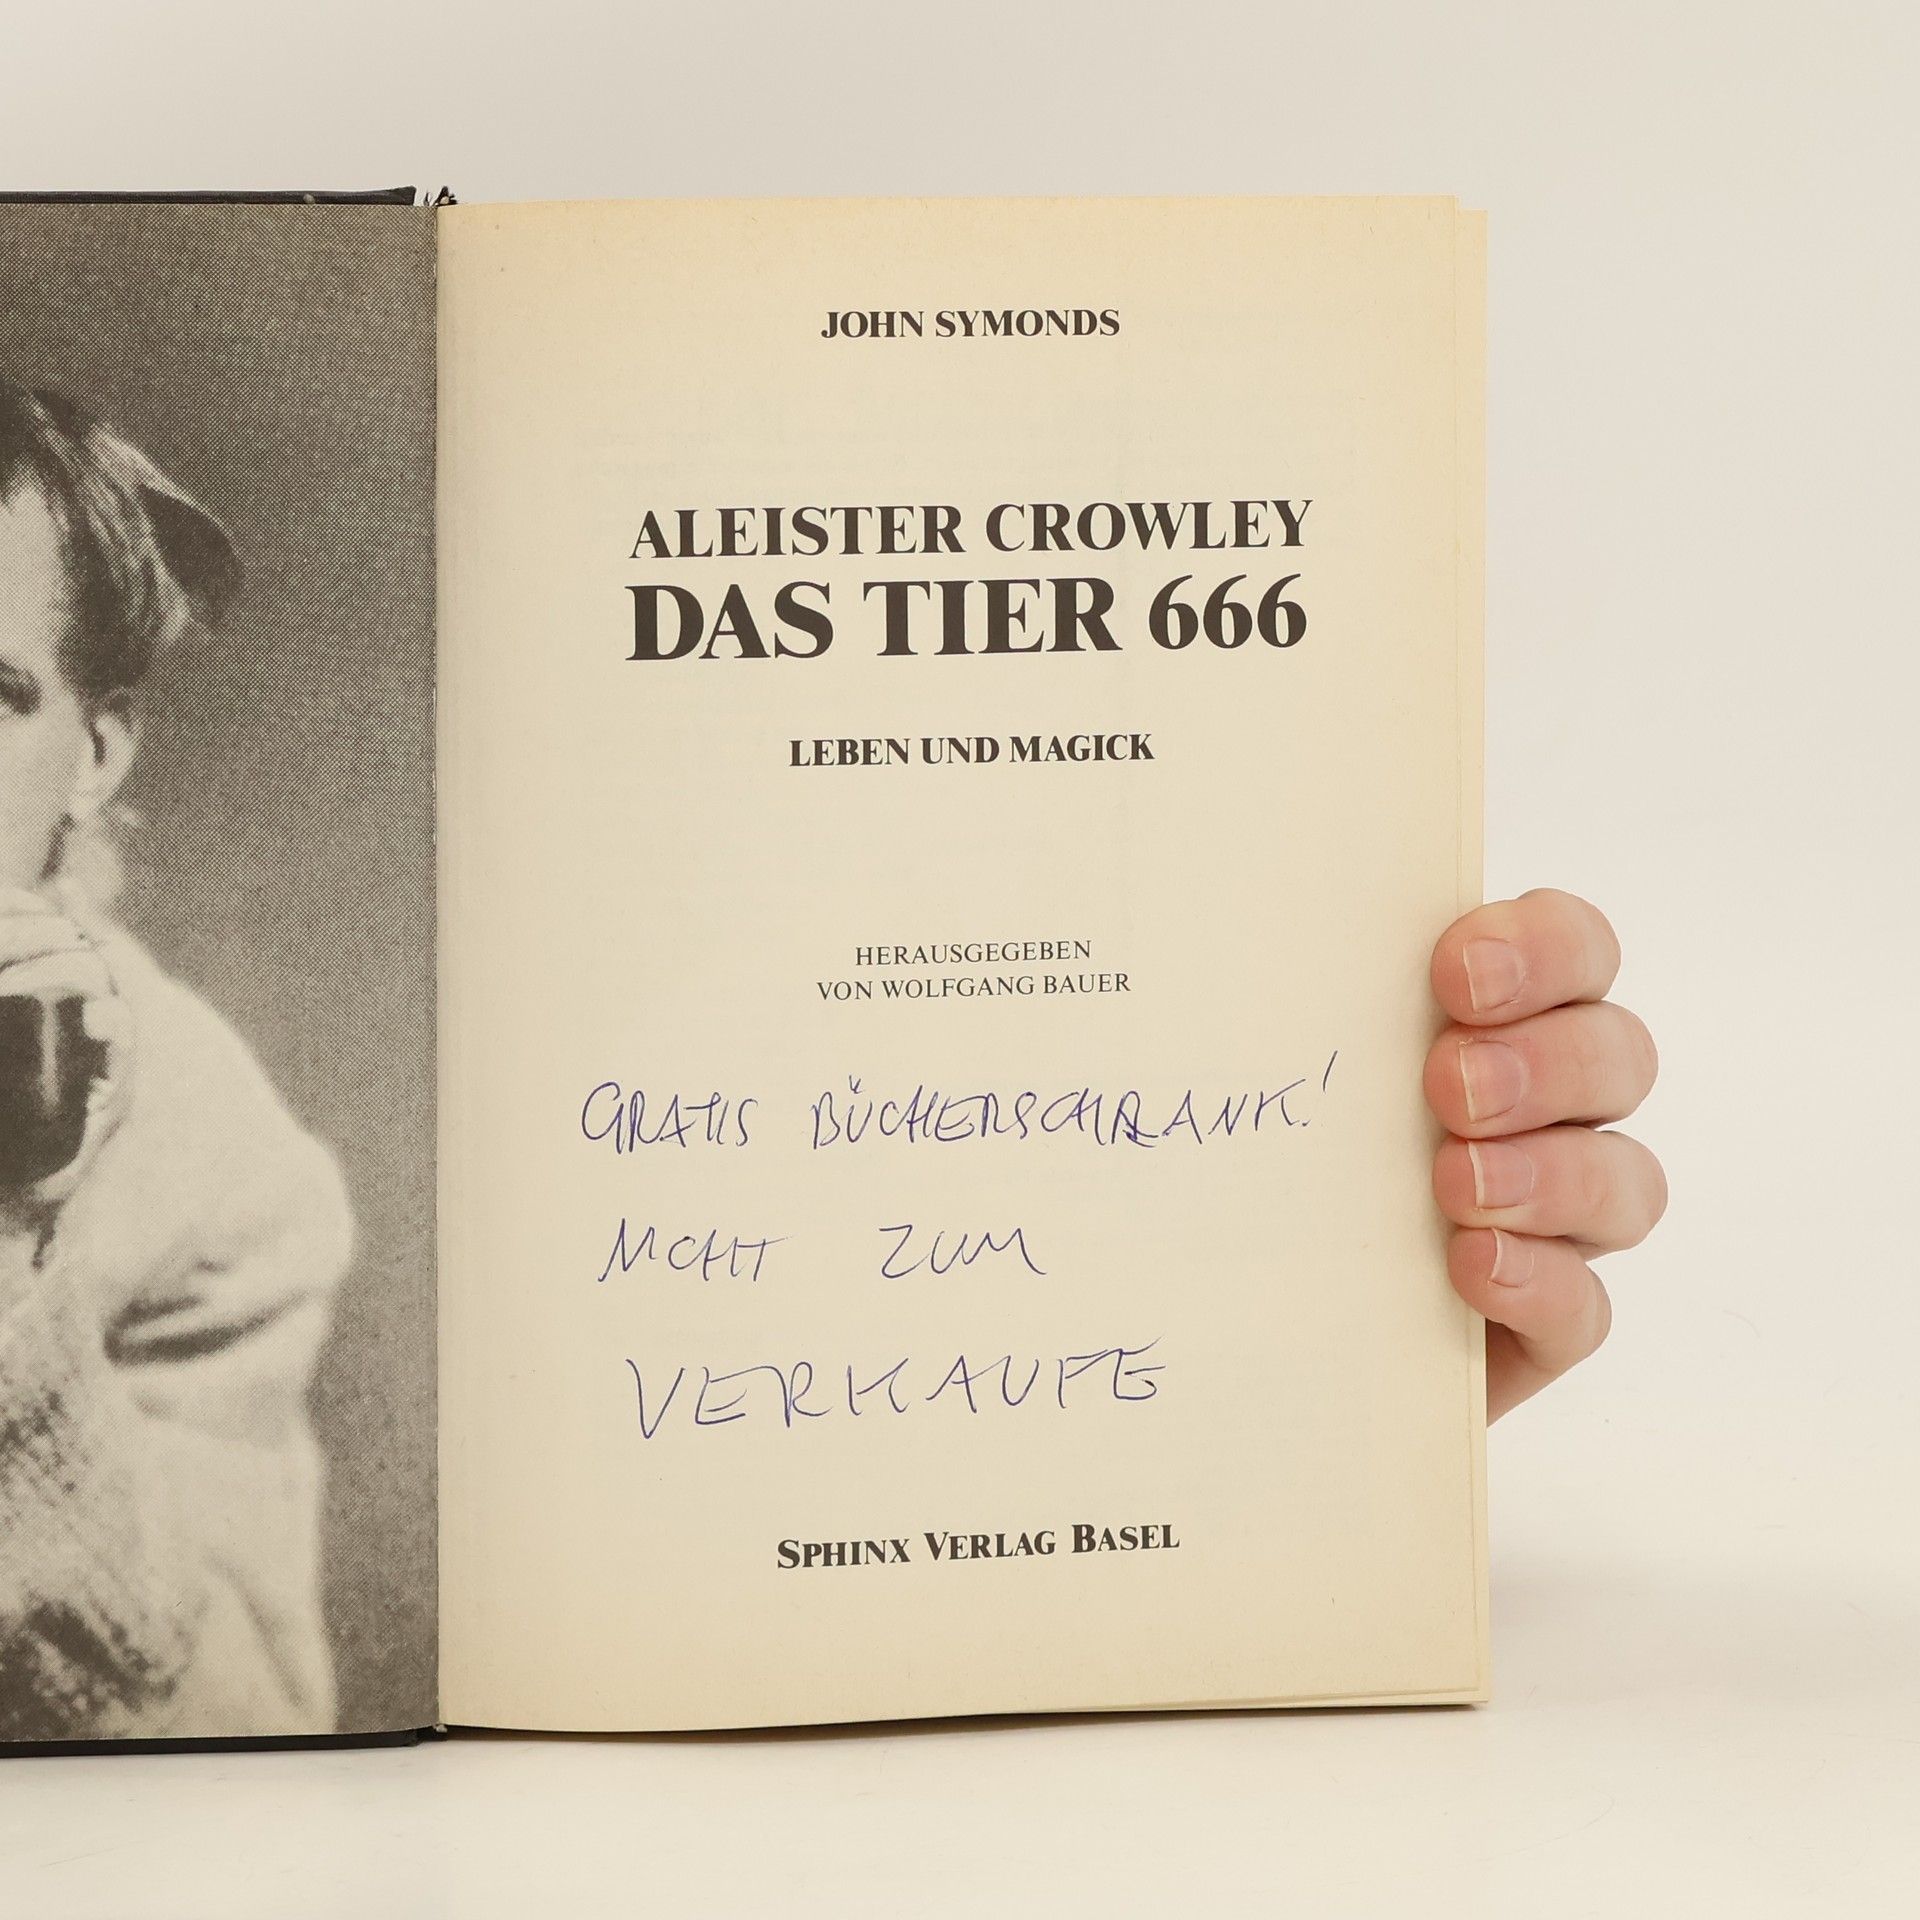 JOHN SYMONDS
ALEISTER CROWLEY
DAS TIER 666
LEBEN UND MAGICK
HERAUSGEGEBEN
VON WOLFGANG BAUER
GRATIS BÜCHERSCHRANK!
NICHT ZUM
VERKAUFE
SPHINX VERLAG BASEL